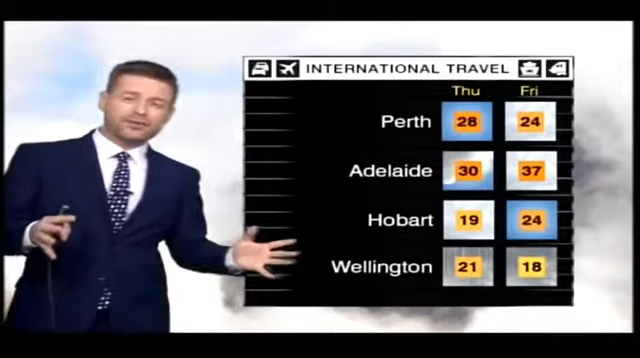 INTERNATIONAL TRAVEL
Thu Fri
Perth 28 24
Adelaide 30 37
Hobart 19 24
Wellington 21 18